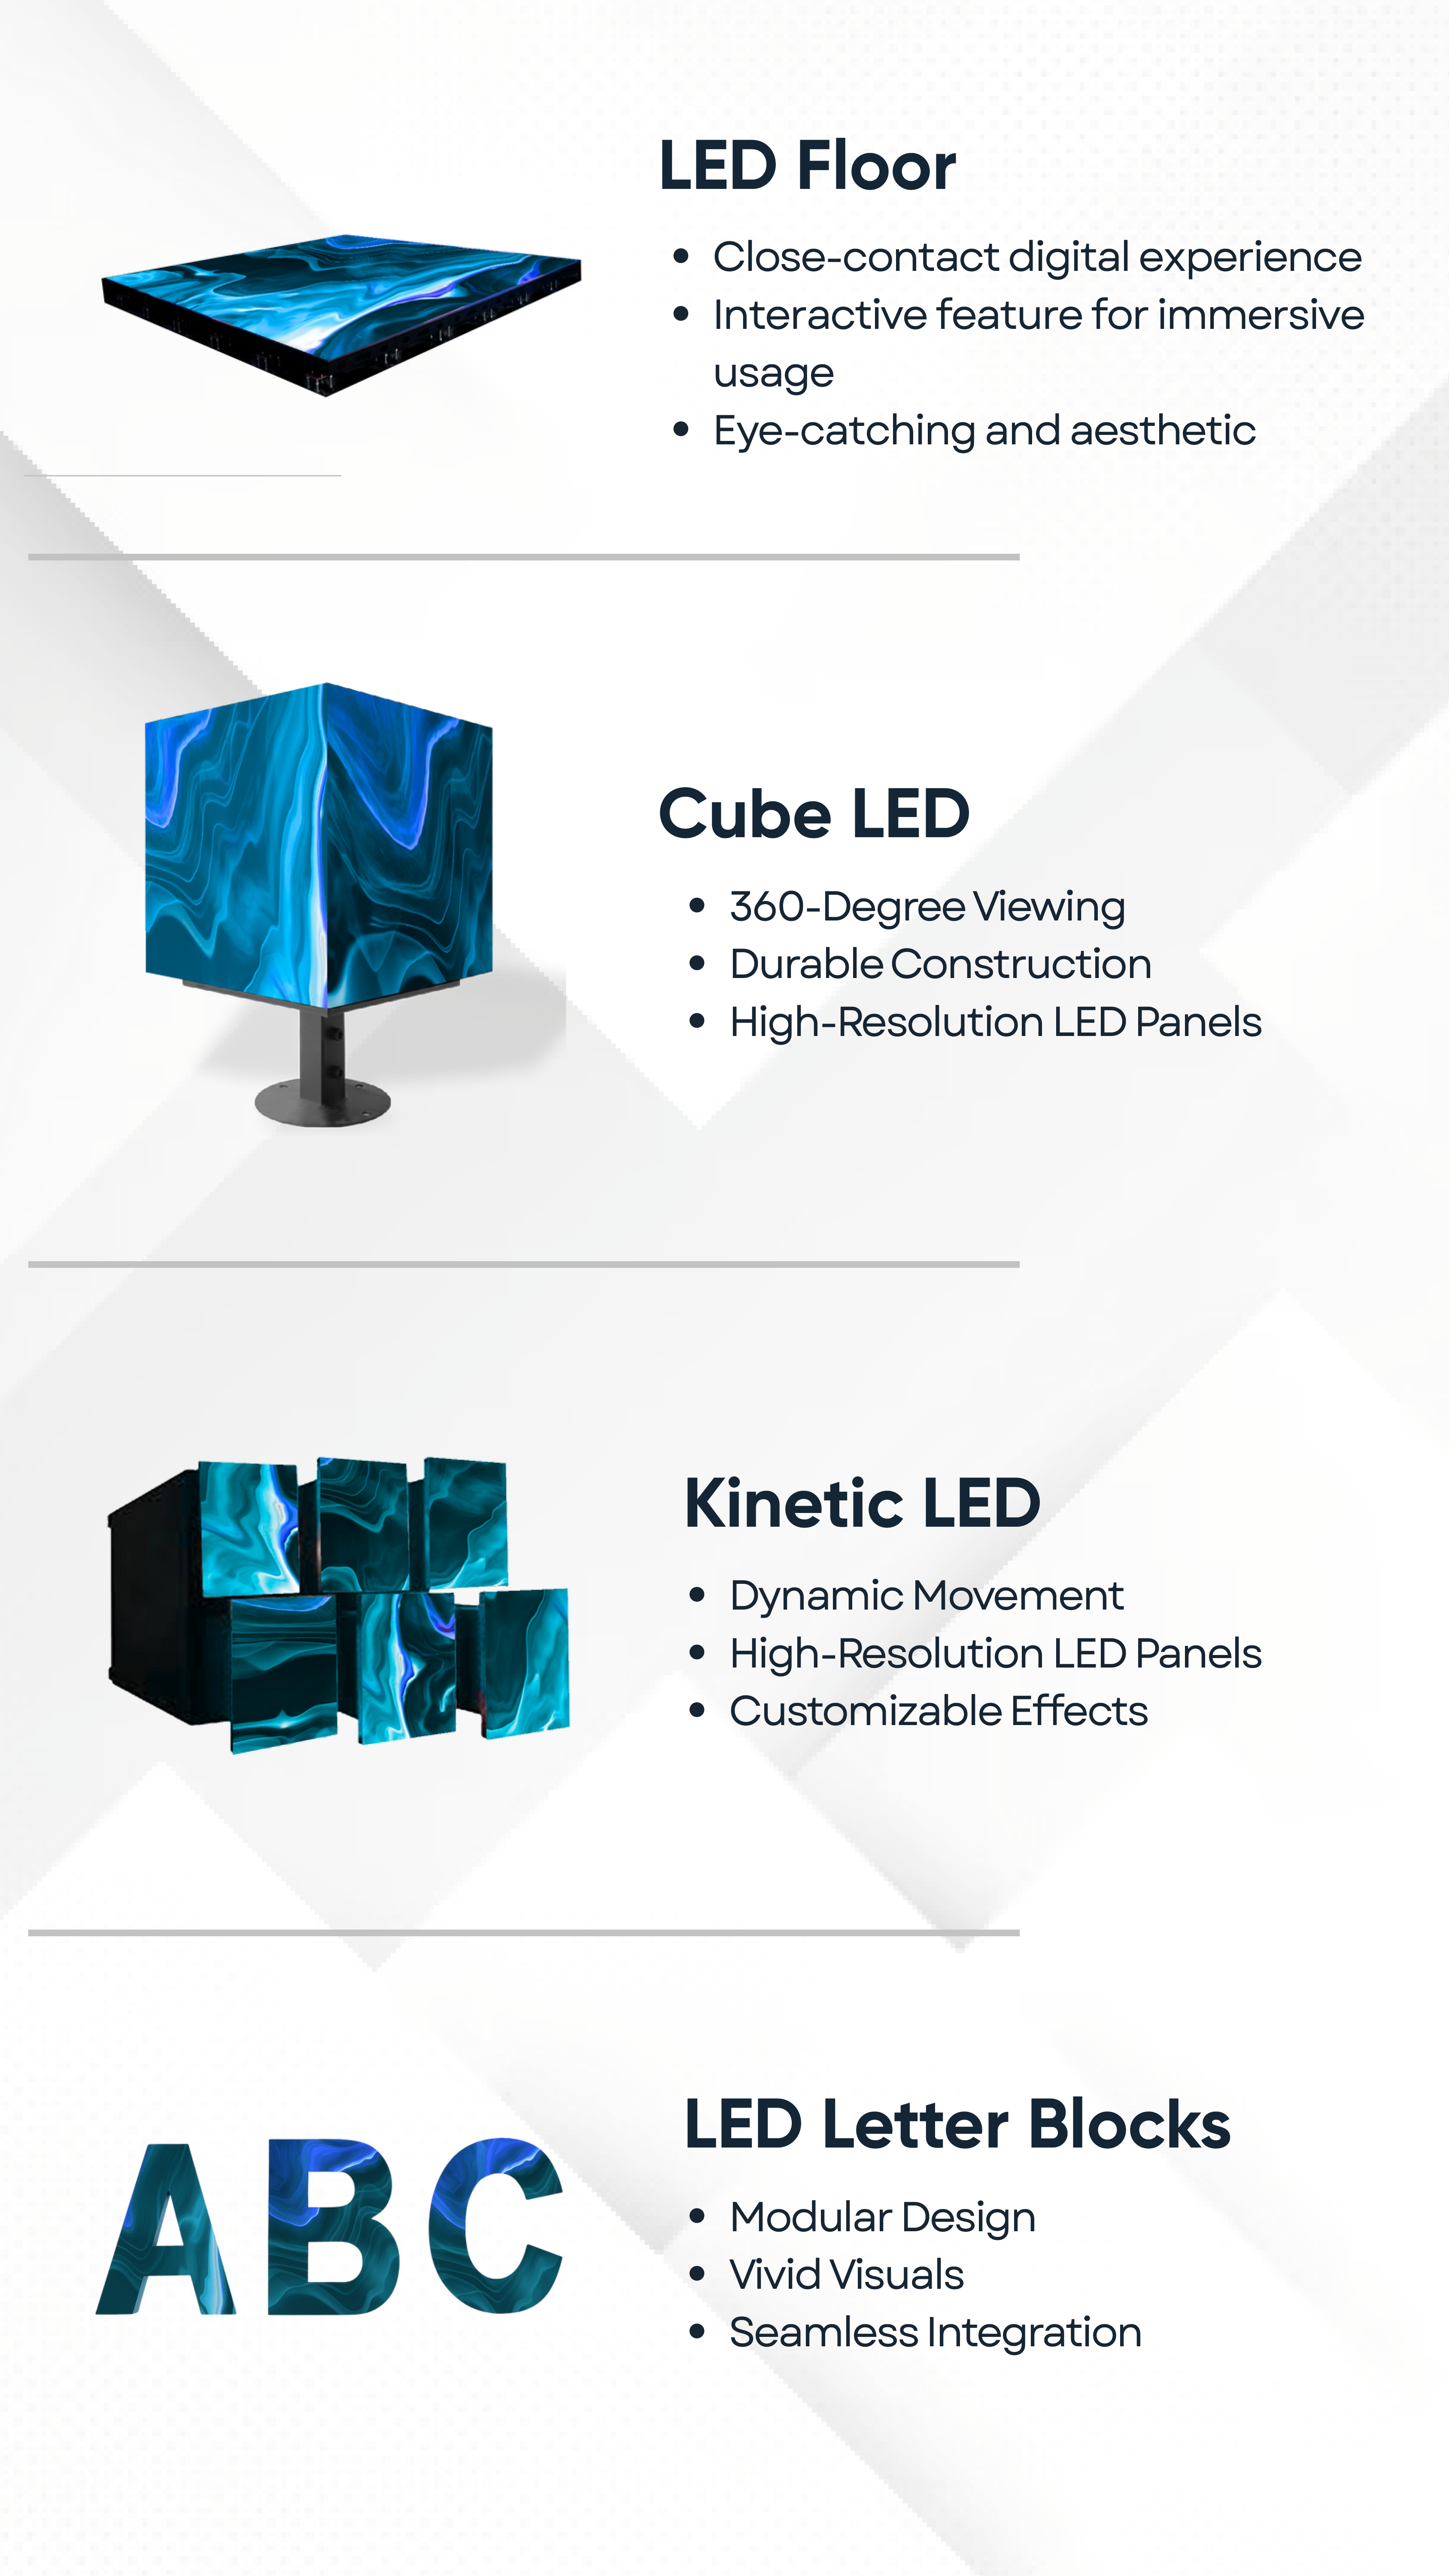 LED Floor
• Close-contact digital experience
• Interactive feature for immersive
usage
• Eye-catching and aesthetic
Cube LED
• 360-Degree Viewing
• Durable Construction
• High-Resolution LED Panels
Kinetic LED
• Dynamic Movement
• High-Resolution LED Panels
• Customizable Effects
ABC
LED Letter Blocks
• Modular Design
• Vivid Visuals
• Seamless Integration